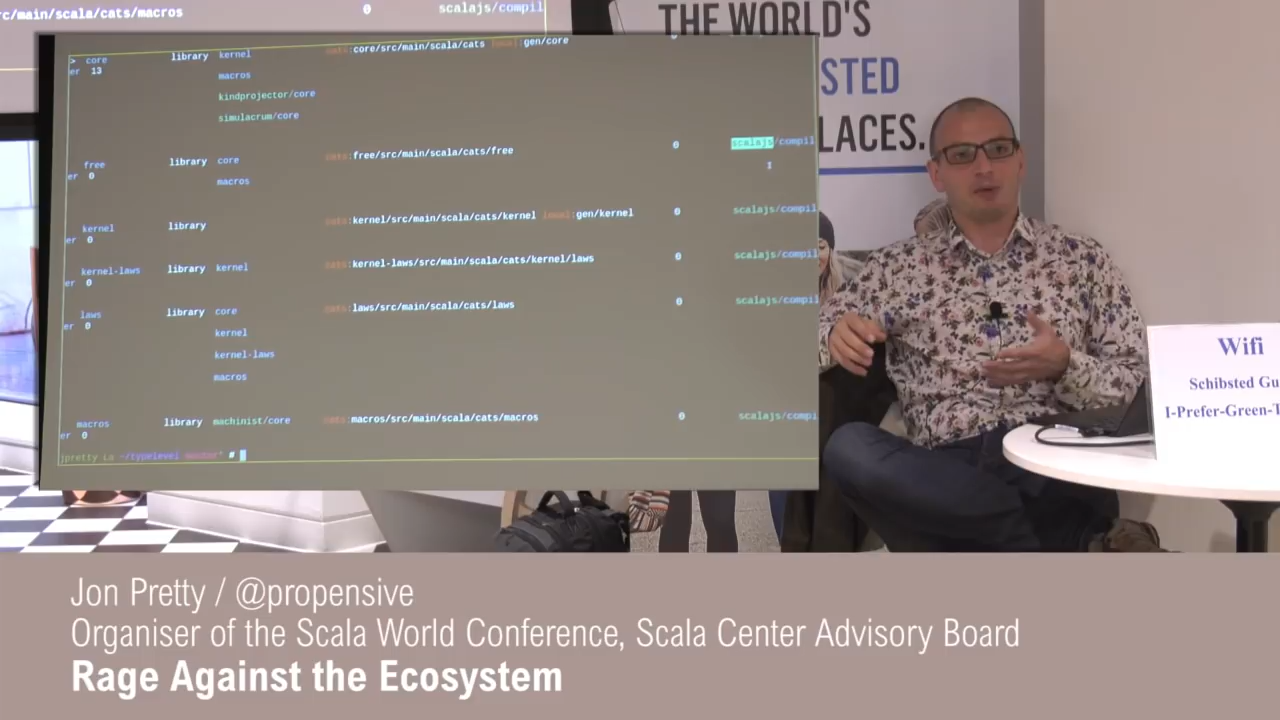 rc/main/scala/cats/macros 0 scalajs/compil
THE WORLD'S
STED
LACES.
> core library kernel cats:core/src/main/scala/cats local:gen/core
er 13
macros
kindprojector/core
simulacrum/core
free library core cats:free/src/main/scala/cats/free 0 scalajs/compil
er 0
macros
kernel library cats:kernel/src/main/scala/cats/kernel local:gen/kernel 0 scalajs/compil
er 0
kernel-laws library kernel cats:kernel-laws/src/main/scala/cats/kernel/laws 0 scalajs/compil
er 0
laws library core cats:laws/src/main/scala/cats/laws 0 scalajs/compil
er 0
kernel
kernel-laws
macros
macros library machinist/core cats:macros/src/main/scala/cats/macros 0 scalajs/compi
er 0
jpretty in ~/typelevel master* #
Wifi
Schibsted Gu
I-Prefer-Green-T
Jon Pretty / @propensive
Organiser of the Scala World Conference, Scala Center Advisory Board
Rage Against the Ecosystem